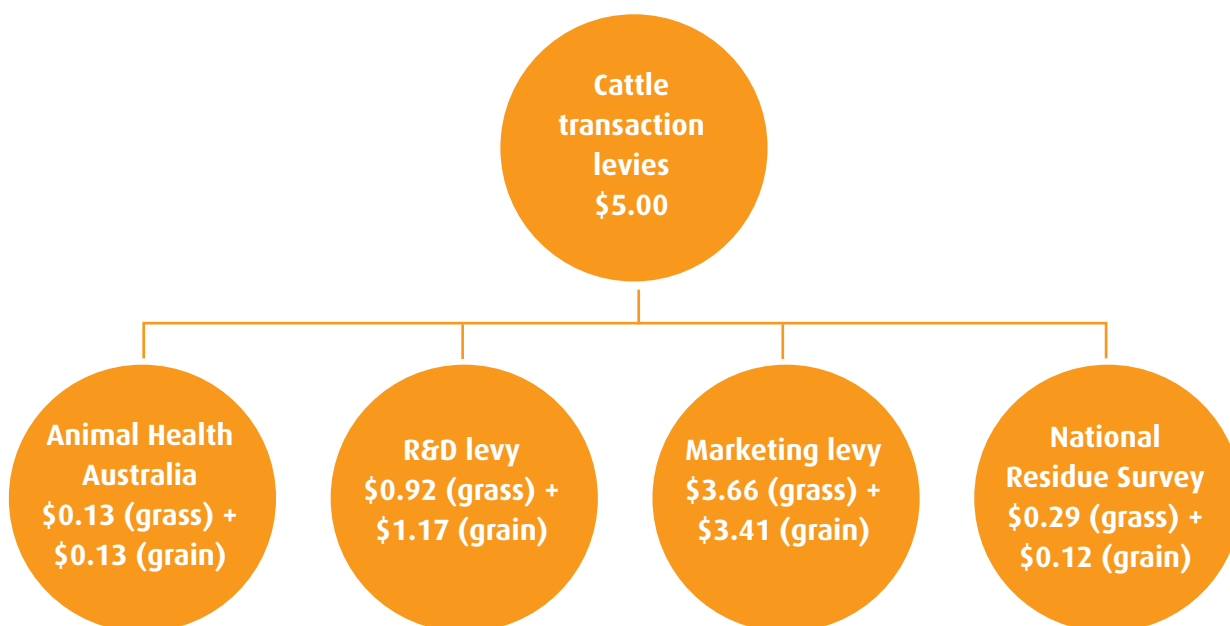 Cattle
transaction
levies
$5.00
Animal Health
Australia
$0.13 (grass) +
$0.13 (grain)
R&D levy
$0.92 (grass) +
$1.17 (grain)
Marketing levy
$3.66 (grass) +
$3.41 (grain)
National
Residue Survey
$0.29 (grass) +
$0.12 (grain)